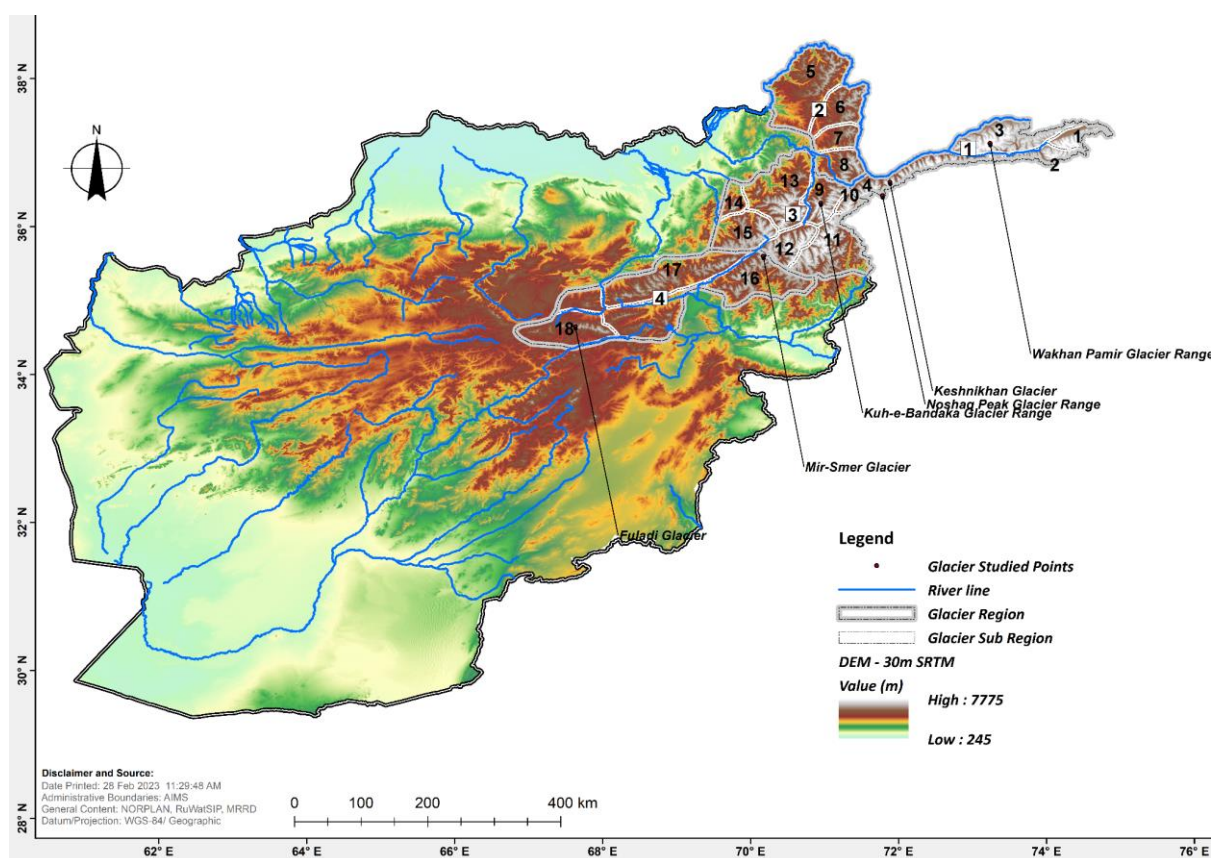 38° N
36° N
34° N
32° N
30° N
28° N
N
5
2
6
7
8
3
1
1
2
4
13
9
10
14
3
15
12
11
17
16
4
18
Wakhan Pamir Glacier Range
Keshnikhan Glacier
Noshaq Peak Glacier Range
Kuh-e-Bandaka Glacier Range
Mir-Smer Glacier
Fuladi Glacier
Legend
Glacier Studied Points
River line
Glacier Region
Glacier Sub Region
DEM - 30m SRTM
Value (m)
High : 7775
Low : 245
Disclaimer and Source:
Date Printed: 28 Feb 2023 11:29:48 AM
Administrative Boundaries: AIMS
General Content: NORPLAN, RuWatSIP, MRRD
Datum/Projection: WGS-84/ Geographic
0 100 200 400 km
62° E 64° E 66° E 68° E 70° E 72° E 74° E 76° E